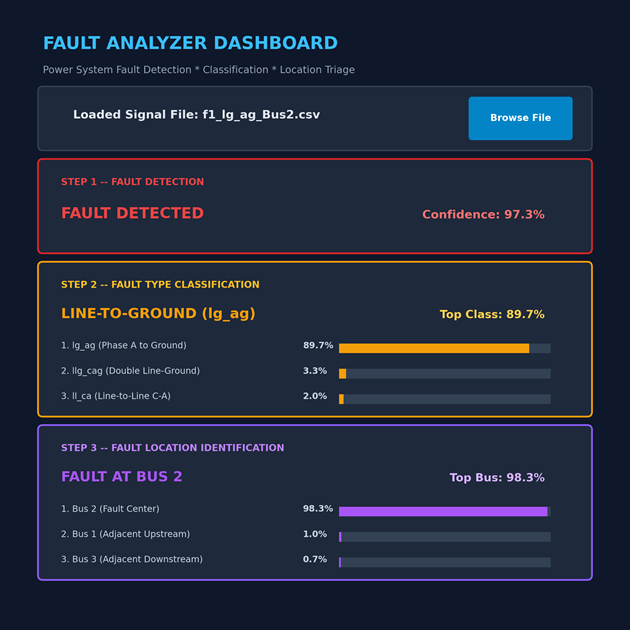 FAULT ANALYZER DASHBOARD
Power System Fault Detection * Classification * Location Triage
Loaded Signal File: f1_lg_ag_Bus2.csv
Browse File
STEP 1 -- FAULT DETECTION
FAULT DETECTED
Confidence: 97.3%
STEP 2 -- FAULT TYPE CLASSIFICATION
LINE-TO-GROUND (lg_ag)
Top Class: 89.7%
1. lg_ag (Phase A to Ground) 89.7%
2. llg_cag (Double Line-Ground) 3.3%
3. ll_ca (Line-to-Line C-A) 2.0%
STEP 3 -- FAULT LOCATION IDENTIFICATION
FAULT AT BUS 2
Top Bus: 98.3%
1. Bus 2 (Fault Center) 98.3%
2. Bus 1 (Adjacent Upstream) 1.0%
3. Bus 3 (Adjacent Downstream) 0.7%